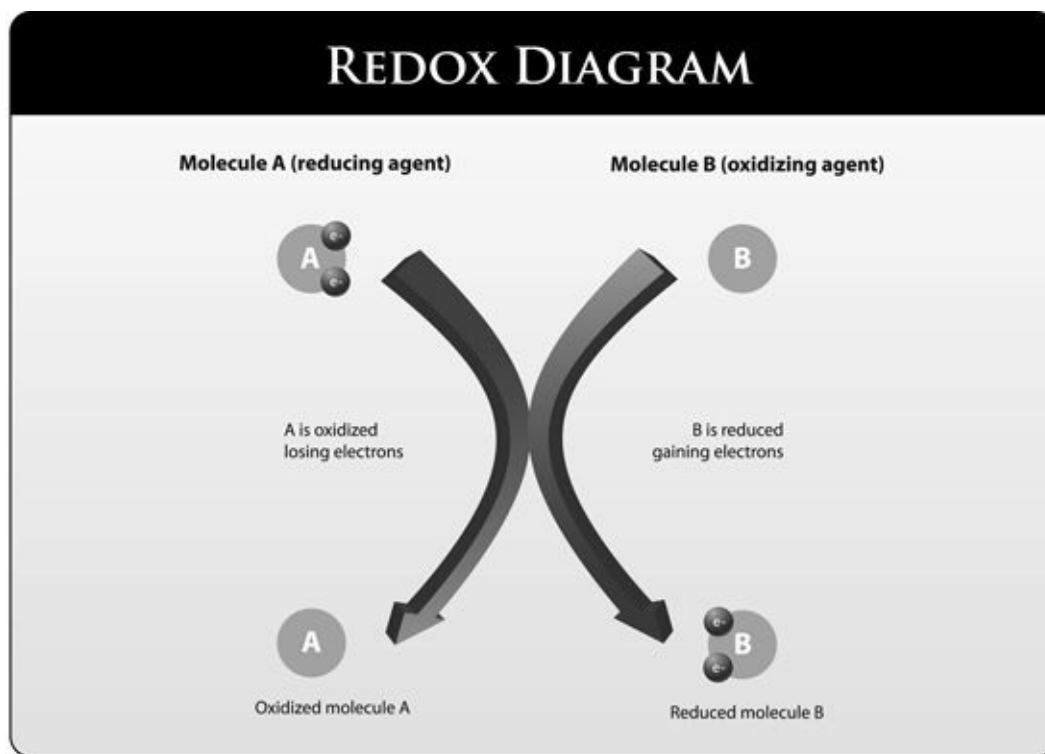 REDOX DIAGRAM
Molecule A (reducing agent)
Molecule B (oxidizing agent)
A
e-
e-
B
A is oxidized
losing electrons
B is reduced
gaining electrons
A
Oxidized molecule A
e-
e-
B
Reduced molecule B